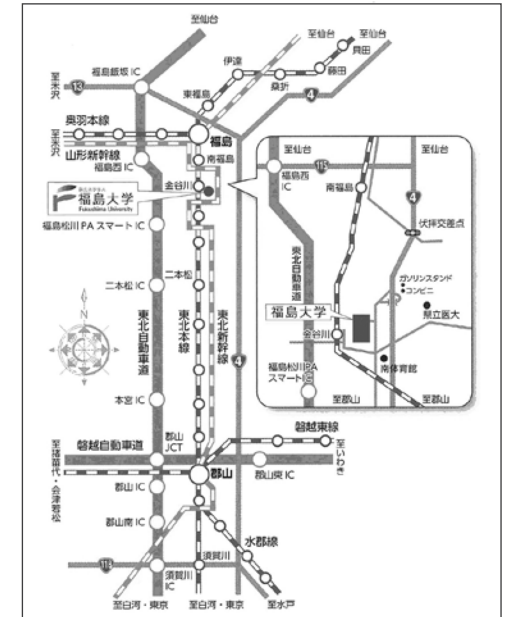 至仙台
至仙台
至仙台
貝田
伊達
藤田
桑折
東福島
福島飯坂IC
至米沢
13
4
奥羽本線
福島
至米沢
山形新幹線
福島西IC
南福島
金谷川
福島大学
Fukushima University
福島松川PAスマートIC
二本松IC
二本松
東北自動車道
東北本線
東北新幹線
4
N
本宮IC
郡山JCT
磐越東線
磐越自動車道
至いわき
郡山
郡山東IC
至猪苗代・会津若松
郡山IC
郡山南IC
水郡線
118
須賀川
須賀川IC
至白河・東京
至白河・東京
至水戸
至仙台
至仙台
115
福島西IC
南福島
4
伏拝交差点
東北自動車道
ガソリンスタンド
コンビニ
県立医大
福島大学
金谷川
南体育館
福島松川PA
スマートIC
至郡山
至郡山